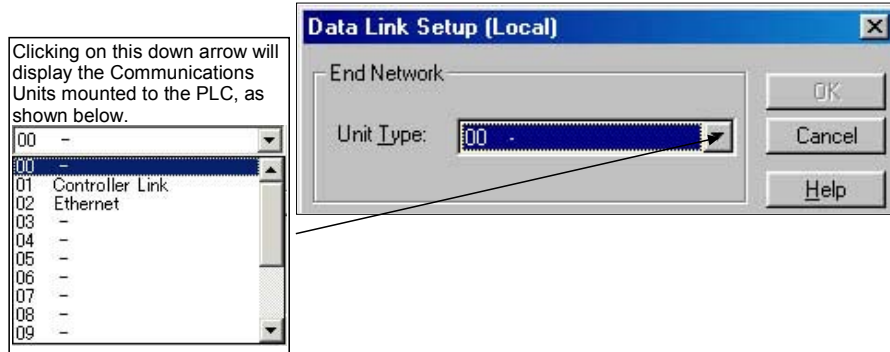 Clicking on this down arrow will
display the Communications
Units mounted to the PLC, as
shown below.
00 -
00 -
01 Controller Link
02 Ethernet
03 -
04 -
05 -
06 -
07 -
08 -
09 -
Data Link Setup (Local)
End Network
Unit Type: 00 -
OK
Cancel
Help